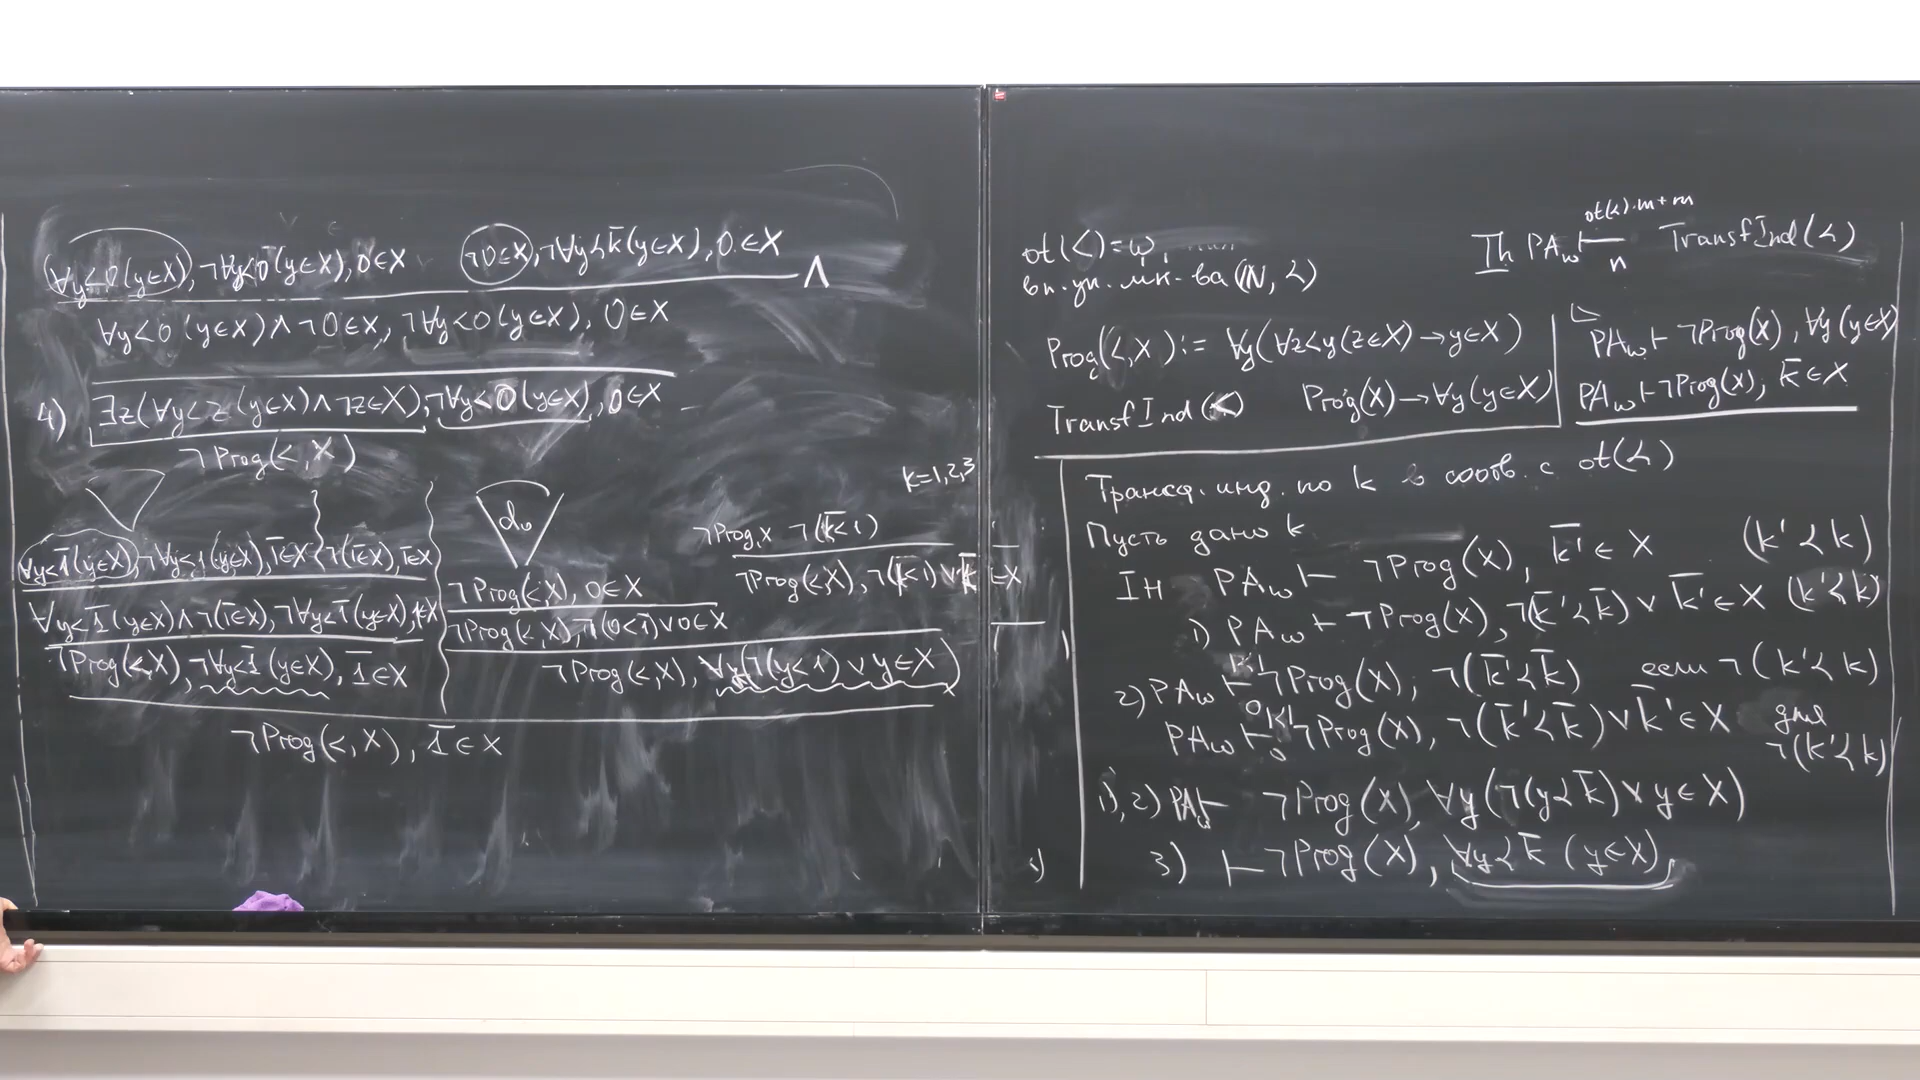 (∀y<0(y∈X)), ¬∀y<0̅(y∈X), 0∈X   ¬0∈X, ¬∀y<k̅(y∈X), 0∈X   ∧
∀y<0(y∈X)∧¬0∈X, ¬∀y<0(y∈X), 0∈X
4) ∃z(∀y<z(y∈X)∧¬z∈X), ¬∀y<0(y∈X), 0∈X
¬Prog(<,X)
k=1,2,3
d₀
¬Prog,X ¬(k̅<1)
∀y<1̅(y∈X), ¬∀y<1(y∈X), 1̅∈X   ¬(1̅∈X), 1̅∈X
¬Prog(<,X), 0∈X   ¬Prog(<,X), ¬(k̅<1)∨k̅∈X
∀y<1̅(y∈X)∧¬(1̅∈X), ¬∀y<1̅(y∈X), 1̅∈X   ¬Prog(<,X), ¬(0<1̅)∨0∈X
¬Prog(<,X), ¬∀y<1̅(y∈X), 1̅∈X   ¬Prog(<,X), ∀y(¬(y<1)∨y∈X)
¬Prog(<,X), 1̅∈X
ot(≺)=ω
вп. уп. мн-ва (ℕ, ≺)
Prog(≺,X) := ∀y(∀z≺y(z∈X)→y∈X)
TransfInd(≺)   Prog(X)→∀y(y∈X)
ot(≺)·m+m
Th PAω ⊢ₙ TransfInd(≺)
PAω ⊢ ¬Prog(X), ∀y(y∈X)
PAω ⊢ ¬Prog(X), k̅∈X
Трансф. инд. по k в соотв. с ot(≺)
Пусть дано k
IH PAω ⊢ ¬Prog(X), k̅'∈X (k'≺k)
1) PAω ⊢ ¬Prog(X), ¬(k̅'≺k̅)∨k̅'∈X (k'≺k)
2) PAω ⊢ ¬Prog(X), ¬(k̅'≺k̅) если ¬(k'≺k)
PAω ⊢ ¬Prog(X), ¬(k̅'≺k̅)∨k̅'∈X для ¬(k'≺k)
1),2) PAω ⊢ ¬Prog(X), ∀y(¬(y≺k̅)∨y∈X)
3) ⊢ ¬Prog(X), ∀y≺k̅(y∈X),